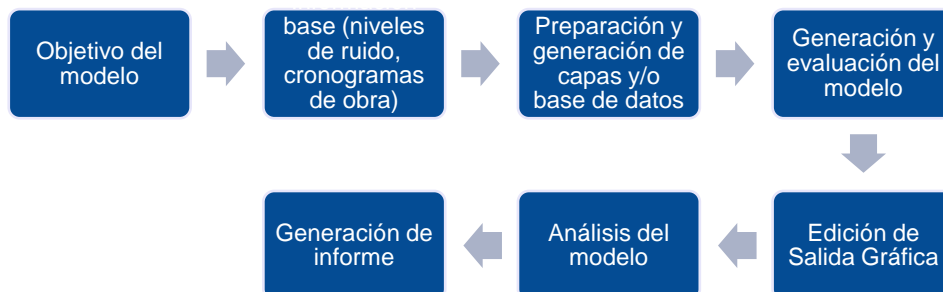 Objetivo del
modelo
base (niveles
de ruido,
cronogramas
de obra)
Preparación y
generación de
capas y/o
base de datos
Generación y
evaluación del
modelo
Generación de
informe
Análisis del
modelo
Edición de
Salida Gráfica